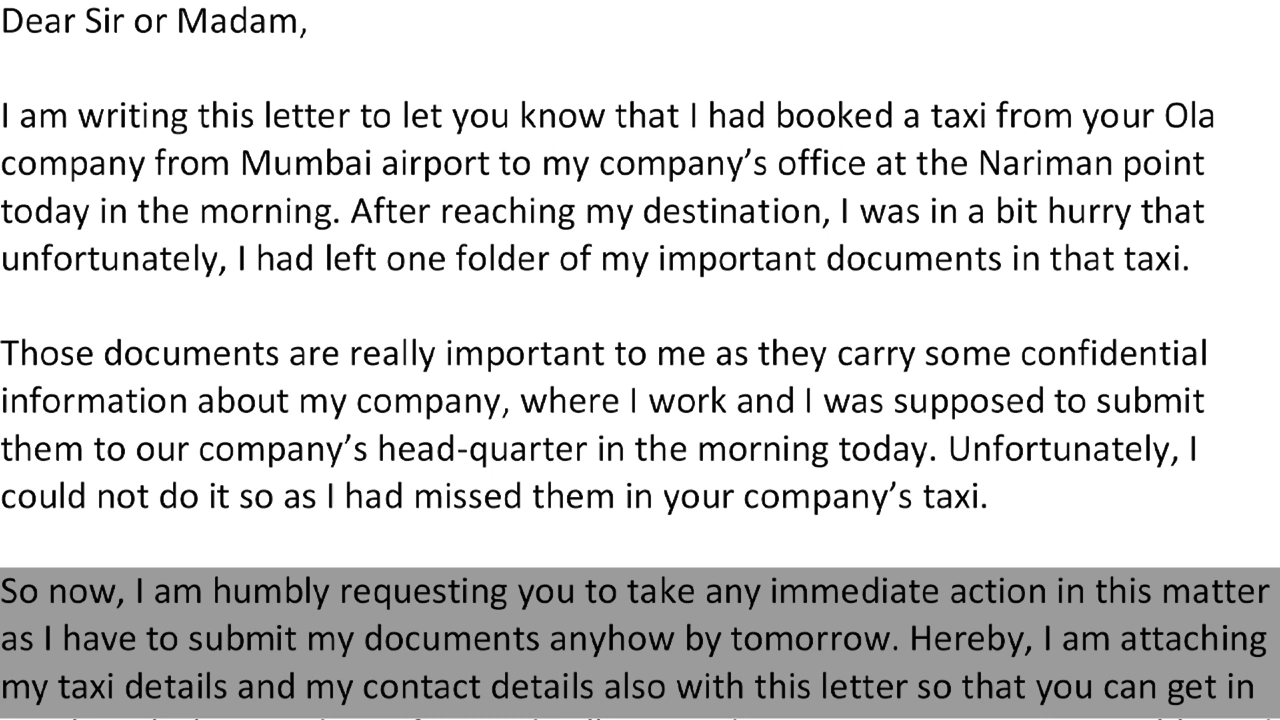 Dear Sir or Madam,
I am writing this letter to let you know that I had booked a taxi from your Ola
company from Mumbai airport to my company’s office at the Nariman point
today in the morning. After reaching my destination, I was in a bit hurry that
unfortunately, I had left one folder of my important documents in that taxi.
Those documents are really important to me as they carry some confidential
information about my company, where I work and I was supposed to submit
them to our company’s head-quarter in the morning today. Unfortunately, I
could not do it so as I had missed them in your company’s taxi.
So now, I am humbly requesting you to take any immediate action in this matter
as I have to submit my documents anyhow by tomorrow. Hereby, I am attaching
my taxi details and my contact details also with this letter so that you can get in